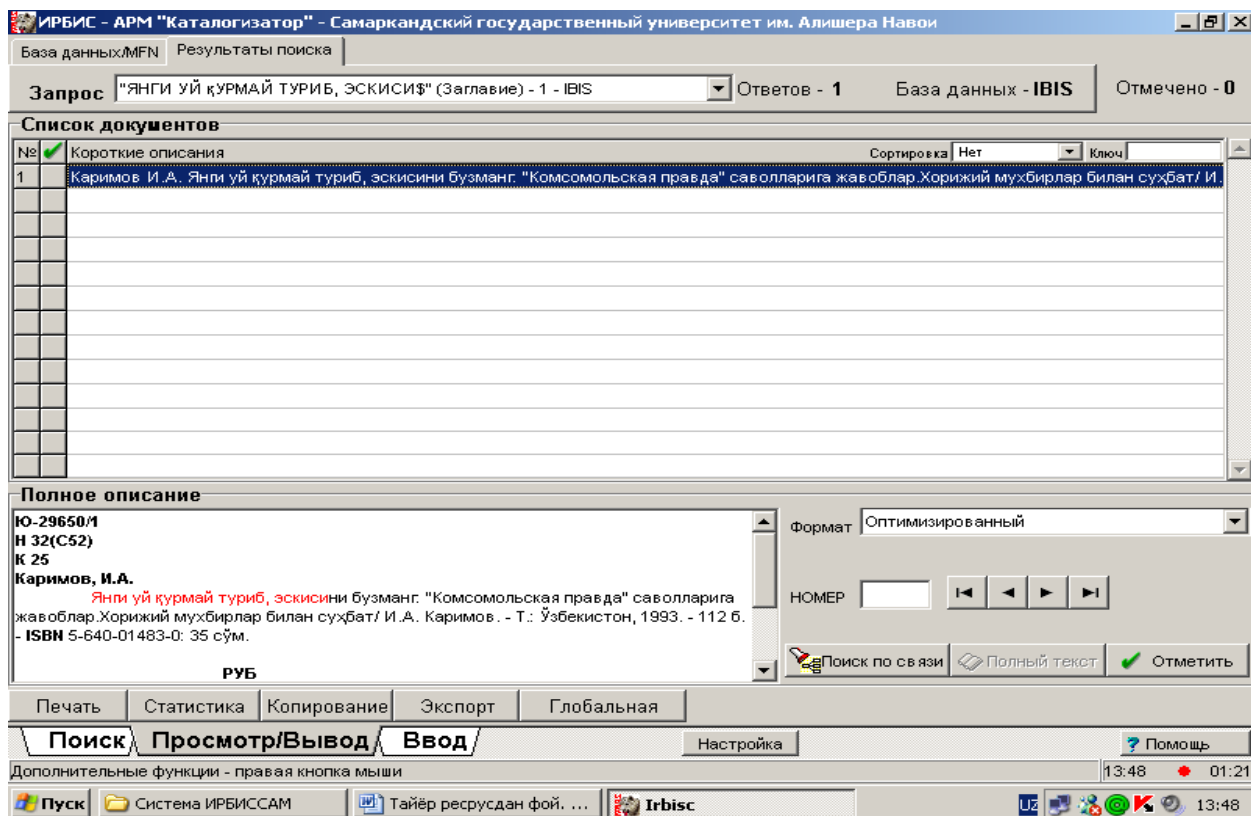 ИРБИС - АРМ "Каталогизатор" - Самаркандский государственный университет им. Алишера Навои
База данных/MFN Результаты поиска
Запрос "ЯНГИ УЙ қУРМАЙ ТУРИБ, ЭСКИСИ$" (Заглавие) - 1 - IBIS Ответов - 1 База данных - IBIS Отмечено - 0
Список документов
№ Короткие описания Сортировка Нет Ключ
1 Каримов И.А. Янги уй қурмай туриб, эскисини бузманг: "Комсомольская правда" саволларига жавоблар.Хорижий мухбирлар билан суҳбат/ И.
Полное описание
Ю-29650/1
Н 32(С52)
К 25
Каримов, И.А.
Янги уй қурмай туриб, эскисини бузманг: "Комсомольская правда" саволларига
жавоблар.Хорижий мухбирлар билан суҳбат/ И.А. Каримов. - Т.: Ўзбекистон, 1993. - 112 б.
- ISBN 5-640-01483-0: 35 сўм.
РУБ
Формат Оптимизированный
НОМЕР
Поиск по связи Полный текст Отметить
Печать Статистика Копирование Экспорт Глобальная
Поиск Просмотр/Вывод Ввод Настройка Помощь
Дополнительные функции - правая кнопка мыши 13:48 01:21
Пуск Система ИРБИССАМ Тайёр ресрусдан фой. ... Irbisc UZ 13:48